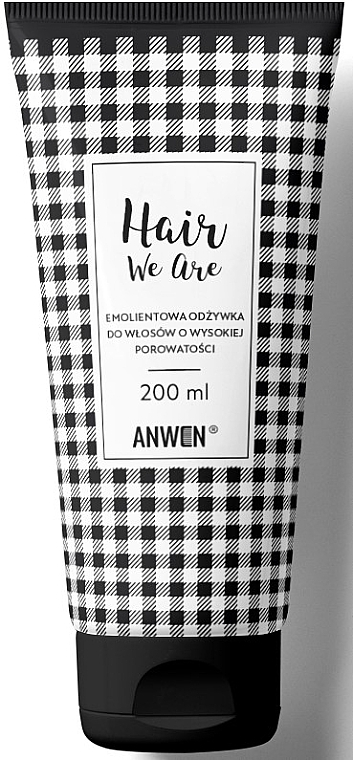 Hair
We Are
EMOLIENTOWA ODŻYWKA
DO WŁOSÓW O WYSOKIEJ
POROWATOŚCI
200 ml
ANWEN®